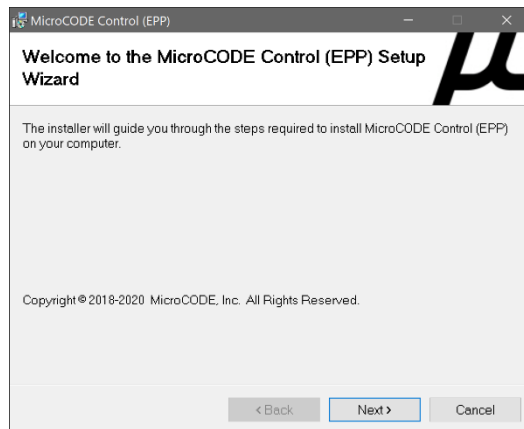 MicroCODE Control (EPP)
Welcome to the MicroCODE Control (EPP) Setup
Wizard
µ
The installer will guide you through the steps required to install MicroCODE Control (EPP)
on your computer.
Copyright © 2018-2020 MicroCODE, Inc. All Rights Reserved.
< Back
Next >
Cancel